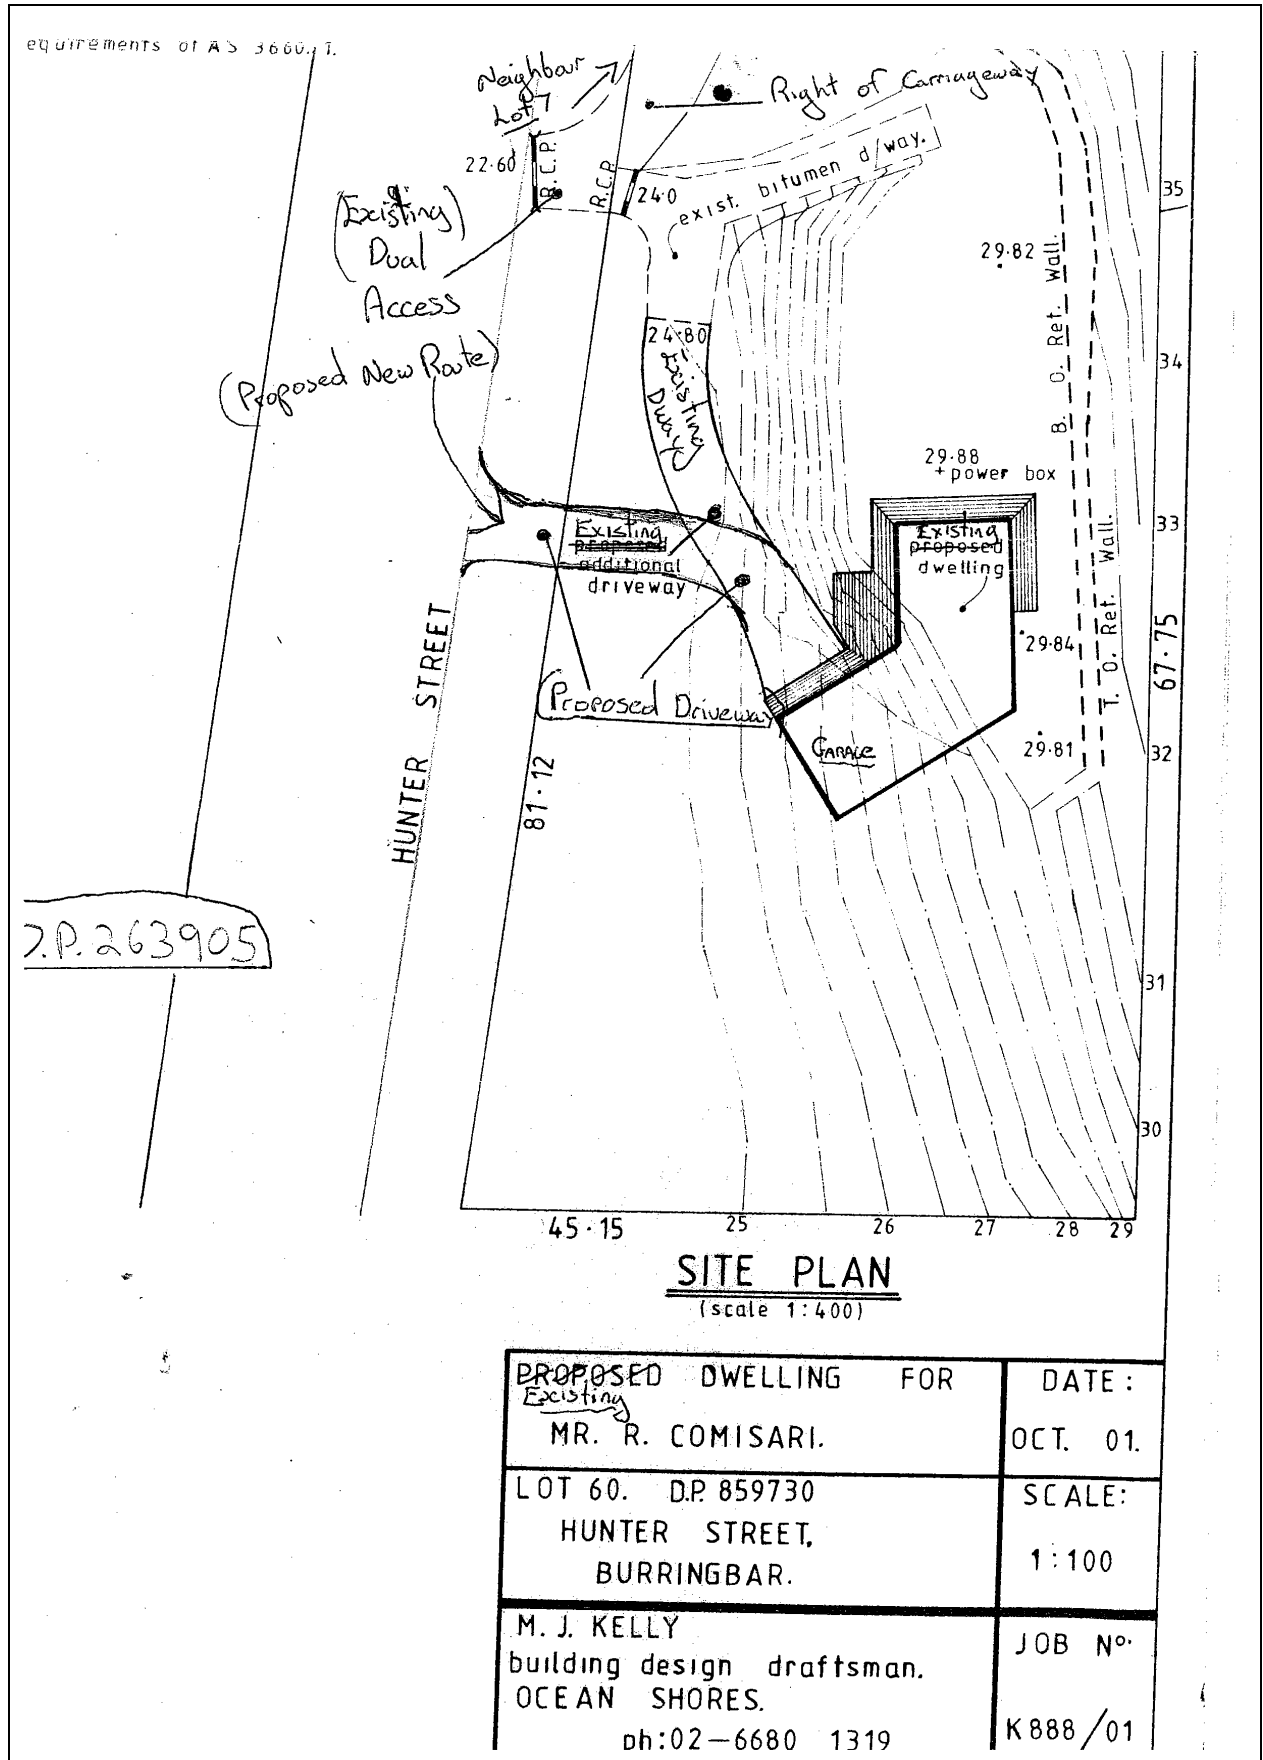 equirements of AS 3660.1.
Neighbour
Lot 7
Right of Carriageway
22.60
R.C.P.
R.C.P.
24.0
exist. bitumen d/way.
(Existing)
Dual
Access
35
29.82
B. O. Ret. Wall.
24.80
Existing
Dway
34
(Proposed New Route)
29.88
+power box
33
Existing
proposed
additional
driveway
Existing
proposed
dwelling
T. O. Ret. Wall.
29.84
67.75
(Proposed Driveway
GARAGE
29.81
32
HUNTER STREET
81.12
D.P. 263905
31
30
45.15
25
26
27
28
29
SITE PLAN
(scale 1:400)
PROPOSED DWELLING FOR
Existing
MR. R. COMISARI.
DATE:
OCT. 01.
LOT 60. D.P. 859730
HUNTER STREET,
BURRINGBAR.
SCALE:
1:100
M. J. KELLY
building design draftsman.
OCEAN SHORES.
ph:02-6680 1319
JOB No.
K888/01